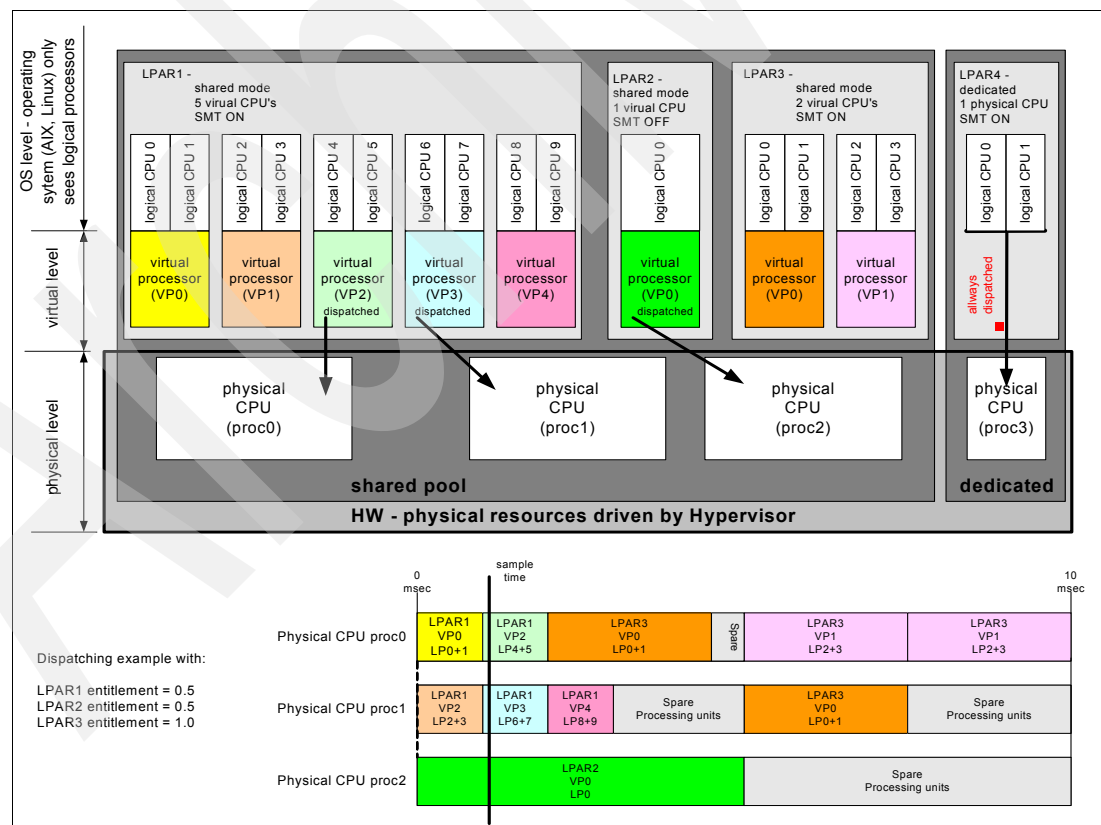 OS level - operating
sytem (AIX, Linux) only
sees logical processors
virtual level
physical level
LPAR1 -
shared mode
5 virual CPU's
SMT ON
logical CPU 0
logical CPU 1
logical CPU 2
logical CPU 3
logical CPU 4
logical CPU 5
logical CPU 6
logical CPU 7
logical CPU 8
logical CPU 9
virtual
processor
(VP0)
virtual
processor
(VP1)
virtual
processor
(VP2)
dispatched
virtual
processor
(VP3)
dispatched
virtual
processor
(VP4)
LPAR2 -
shared mode
1 virual CPU
SMT OFF
logical CPU 0
virtual
processor
(VP0)
dispatched
LPAR3 -
shared mode
2 virual CPU's
SMT ON
logical CPU 0
logical CPU 1
logical CPU 2
logical CPU 3
virtual
processor
(VP0)
virtual
processor
(VP1)
LPAR4 -
dedicated
1 physical CPU
SMT ON
logical CPU 0
logical CPU 1
allways
dispatched
physical
CPU
(proc0)
physical
CPU
(proc1)
physical
CPU
(proc2)
physical
CPU
(proc3)
shared pool
dedicated
HW - physical resources driven by Hypervisor
0
msec
sample
time
10
msec
Physical CPU proc0
LPAR1
VP0
LP0+1
LPAR1
VP2
LP4+5
LPAR3
VP0
LP0+1
Spare
LPAR3
VP1
LP2+3
LPAR3
VP1
LP2+3
Dispatching example with:
LPAR1 entitlement = 0.5
LPAR2 entitlement = 0.5
LPAR3 entitlement = 1.0
Physical CPU proc1
LPAR1
VP2
LP2+3
LPAR1
VP3
LP6+7
LPAR1
VP4
LP8+9
Spare
Processing units
LPAR3
VP0
LP0+1
Spare
Processing units
Physical CPU proc2
LPAR2
VP0
LP0
Spare
Processing units